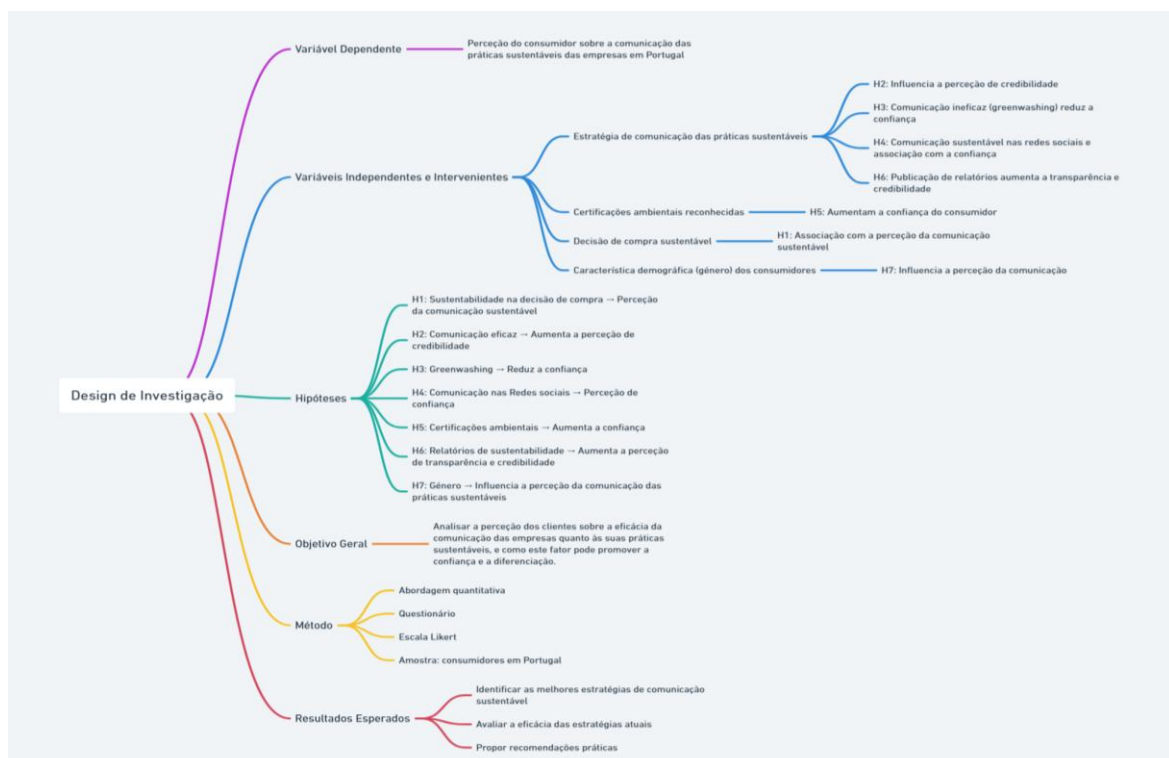 Design de Investigação
Variável Dependente
Perceção do consumidor sobre a comunicação das
práticas sustentáveis das empresas em Portugal
Variáveis Independentes e Intervenientes
Estratégia de comunicação das práticas sustentáveis
H2: Influencia a perceção de credibilidade
H3: Comunicação ineficaz (greenwashing) reduz a
confiança
H4: Comunicação sustentável nas redes sociais e
associação com a confiança
H6: Publicação de relatórios aumenta a transparência e
credibilidade
Certificações ambientais reconhecidas
H5: Aumentam a confiança do consumidor
Decisão de compra sustentável
H1: Associação com a perceção da comunicação
sustentável
Característica demográfica (género) dos consumidores
H7: Influencia a perceção da comunicação
Hipóteses
H1: Sustentabilidade na decisão de compra → Perceção
da comunicação sustentável
H2: Comunicação eficaz → Aumenta a perceção de
credibilidade
H3: Greenwashing → Reduz a confiança
H4: Comunicação nas Redes sociais → Perceção de
confiança
H5: Certificações ambientais → Aumenta a confiança
H6: Relatórios de sustentabilidade → Aumenta a perceção
de transparência e credibilidade
H7: Género → Influencia a perceção da comunicação das
práticas sustentáveis
Objetivo Geral
Analisar a perceção dos clientes sobre a eficácia da
comunicação das empresas quanto às suas práticas
sustentáveis, e como este fator pode promover a
confiança e a diferenciação.
Método
Abordagem quantitativa
Questionário
Escala Likert
Amostra: consumidores em Portugal
Resultados Esperados
Identificar as melhores estratégias de comunicação
sustentável
Avaliar a eficácia das estratégias atuais
Propor recomendações práticas